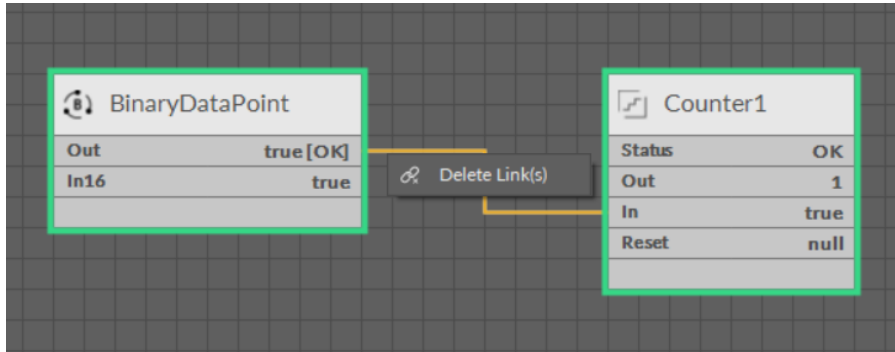 BinaryDataPoint
Out true [OK]
In16 true
Delete Link(s)
Counter1
Status OK
Out 1
In true
Reset null